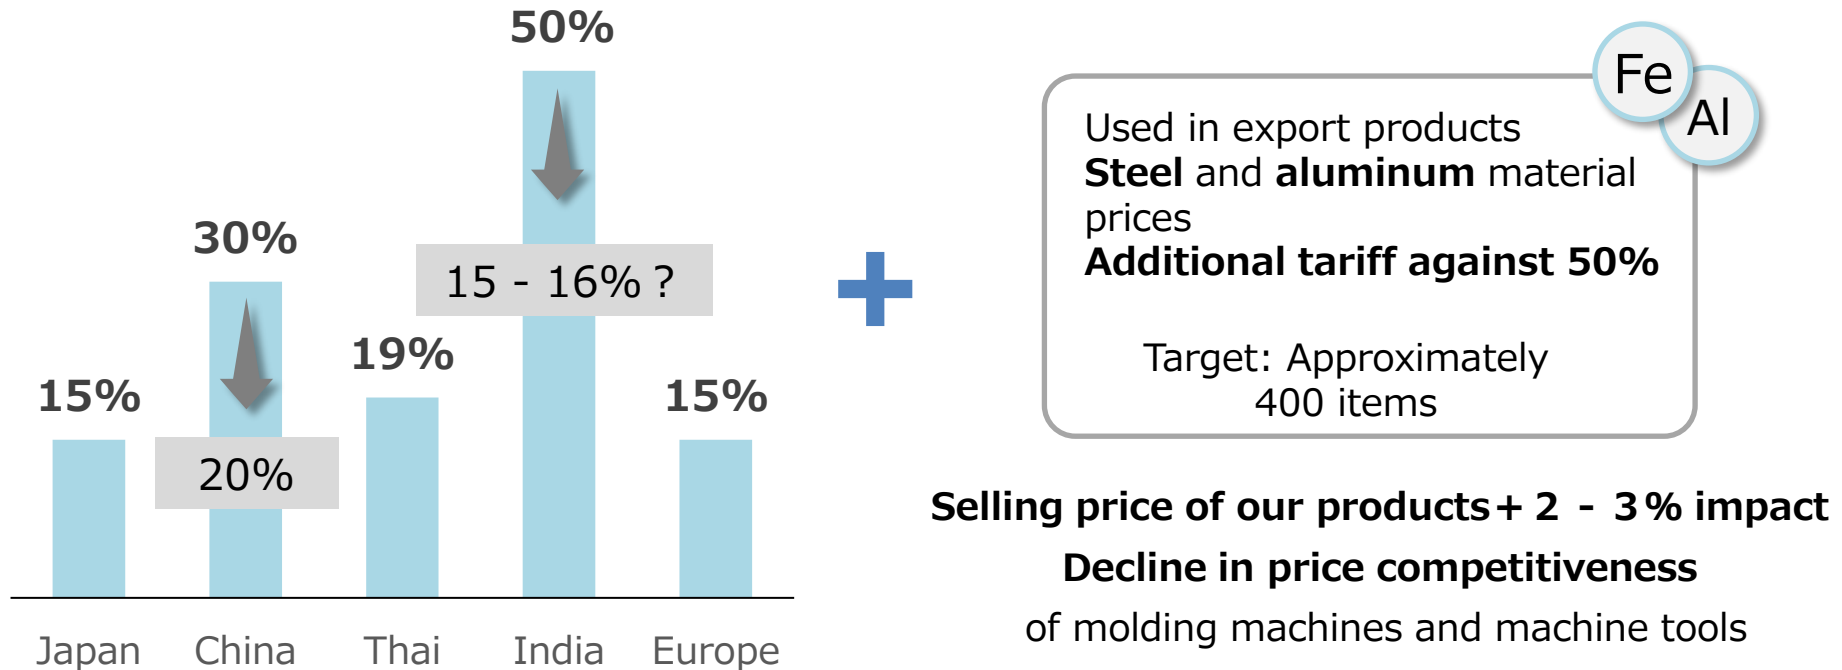 50%
30%
15 - 16% ?
19%
15%
15%
20%
Japan
China
Thai
India
Europe
Fe
Al
Used in export products
Steel and aluminum material
prices
Additional tariff against 50%
Target: Approximately
400 items
Selling price of our products+ 2 - 3% impact
Decline in price competitiveness
of molding machines and machine tools